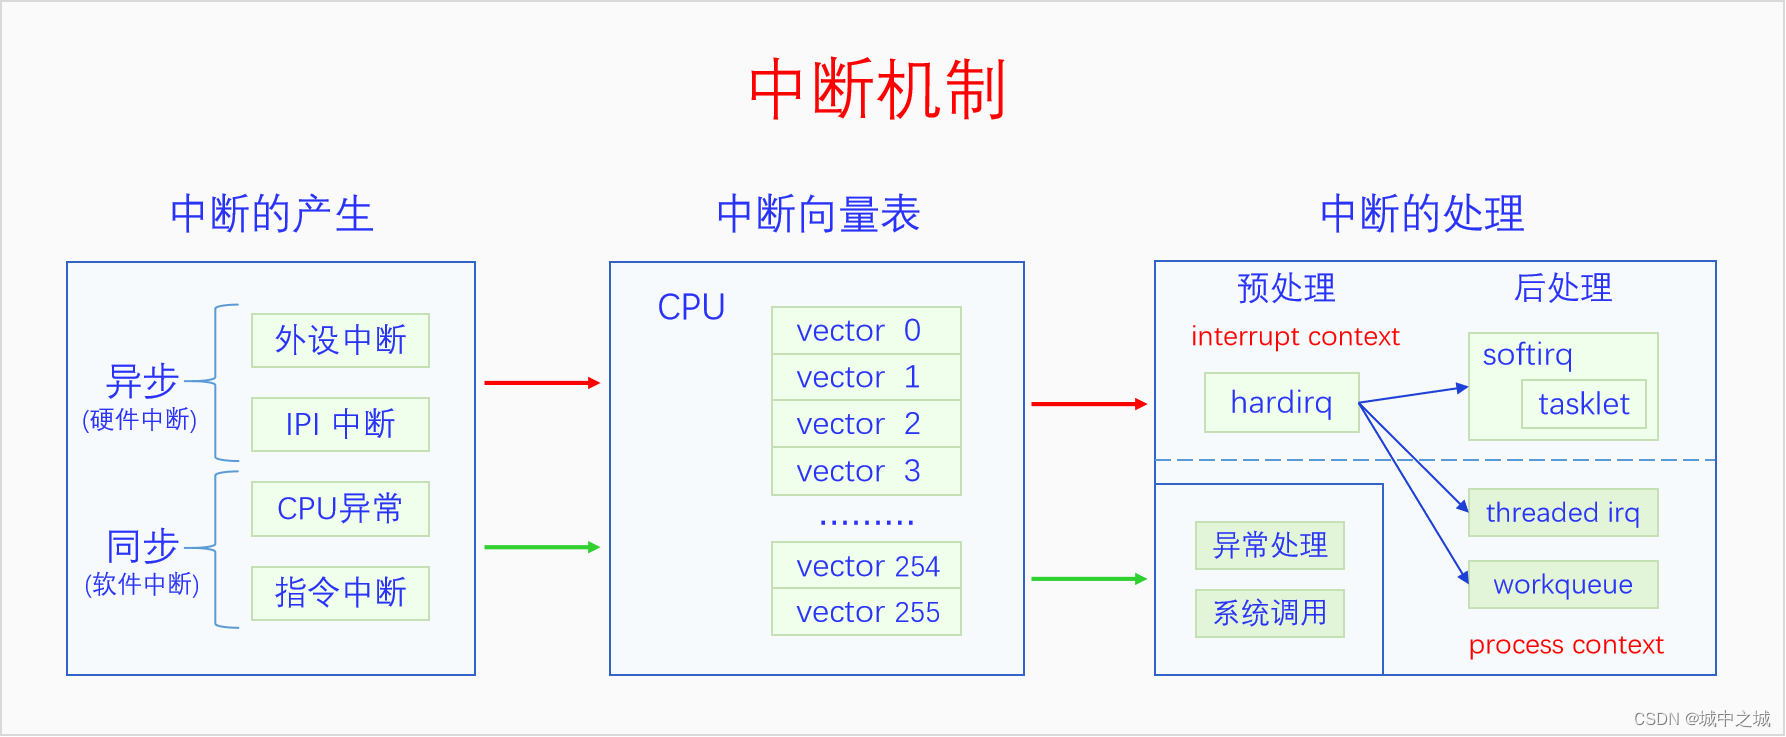 中断机制
中断的产生
异步
(硬件中断)
外设中断
IPI 中断
同步
(软件中断)
CPU异常
指令中断
中断向量表
CPU
vector 0
vector 1
vector 2
vector 3
………
vector 254
vector 255
中断的处理
预处理
后处理
interrupt context
hardirq
softirq
tasklet
异常处理
系统调用
threaded irq
workqueue
process context
CSDN @城中之城